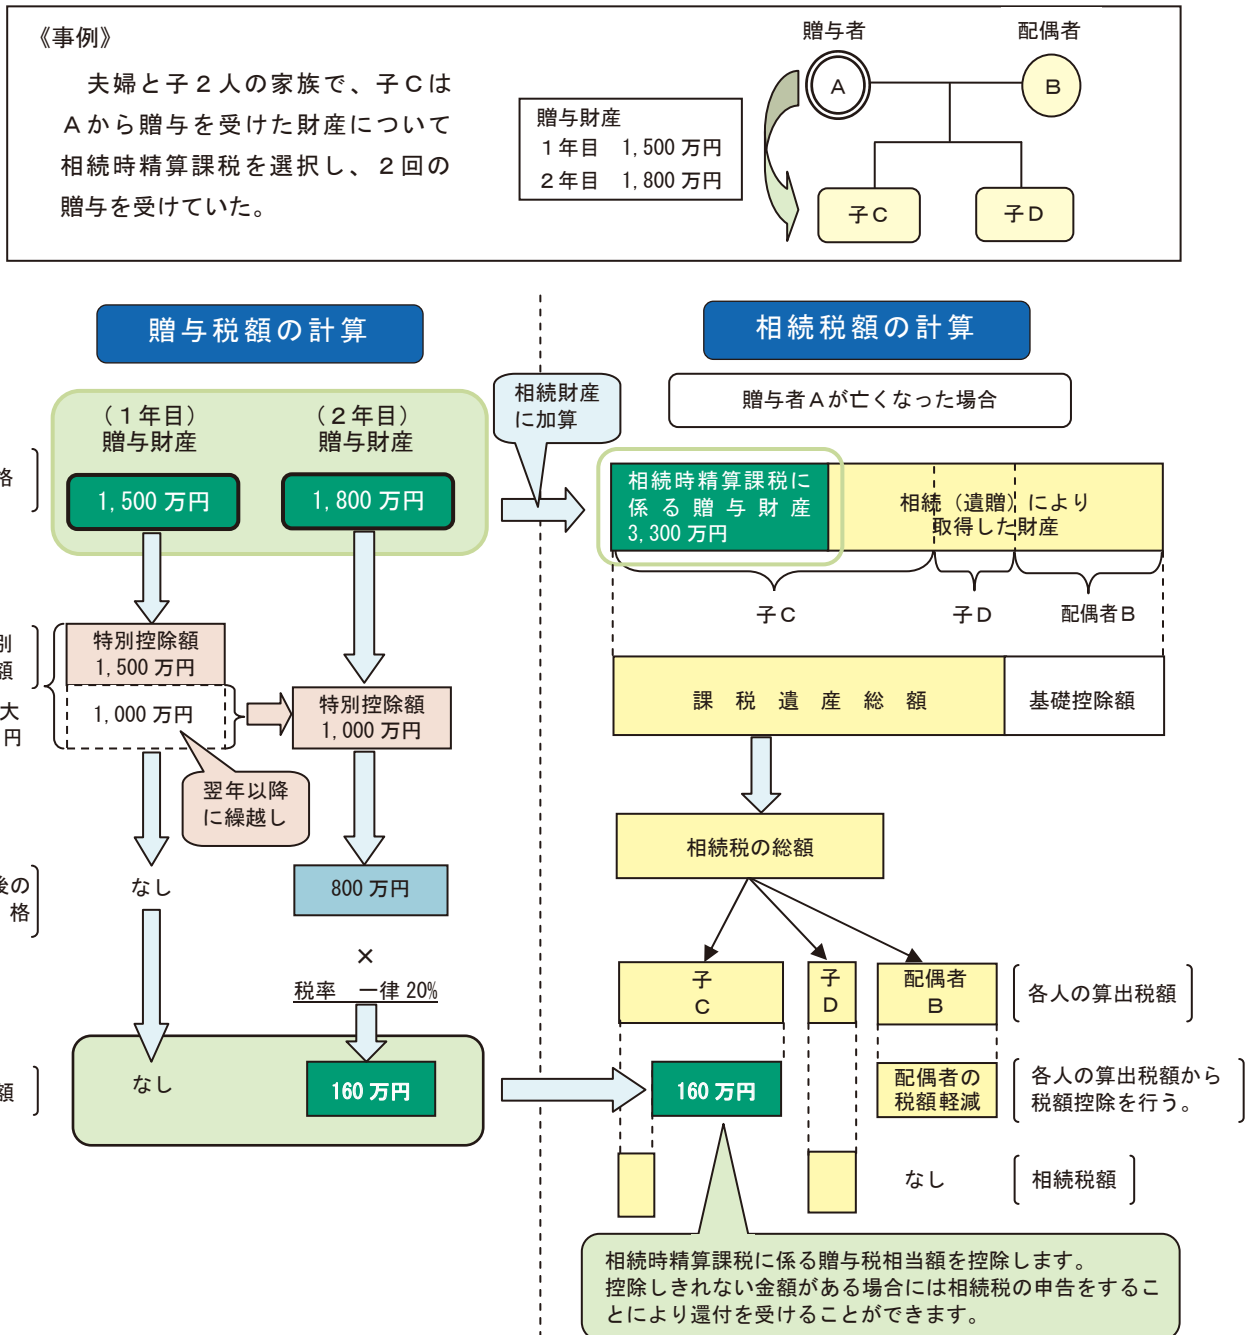 《事例》
夫婦と子２人の家族で、子Ｃは
Ａから贈与を受けた財産について
相続時精算課税を選択し、２回の
贈与を受けていた。
贈与財産
１年目　1,500 万円
２年目　1,800 万円
贈与者
配偶者
Ａ
Ｂ
子Ｃ
子Ｄ
贈与税額の計算
（１年目）
贈与財産
（２年目）
贈与財産
格
1,500 万円
1,800 万円
別
額
大
円
特別控除額
1,500 万円
1,000 万円
特別控除額
1,000 万円
翌年以降
に繰越し
後の
格
なし
800 万円
×
税率　一律 20%
額
なし
160 万円
相続財産
に加算
相続税額の計算
贈与者Ａが亡くなった場合
相続時精算課税に
係る贈与財産
3,300 万円
相続（遺贈）により
取得した財産
子Ｃ
子Ｄ
配偶者Ｂ
課税遺産総額
基礎控除額
相続税の総額
子
Ｃ
子
Ｄ
配偶者
Ｂ
各人の算出税額
160 万円
配偶者の
税額軽減
各人の算出税額から
税額控除を行う。
なし
相続税額
相続時精算課税に係る贈与税相当額を控除します。
控除しきれない金額がある場合には相続税の申告をするこ
とにより還付を受けることができます。